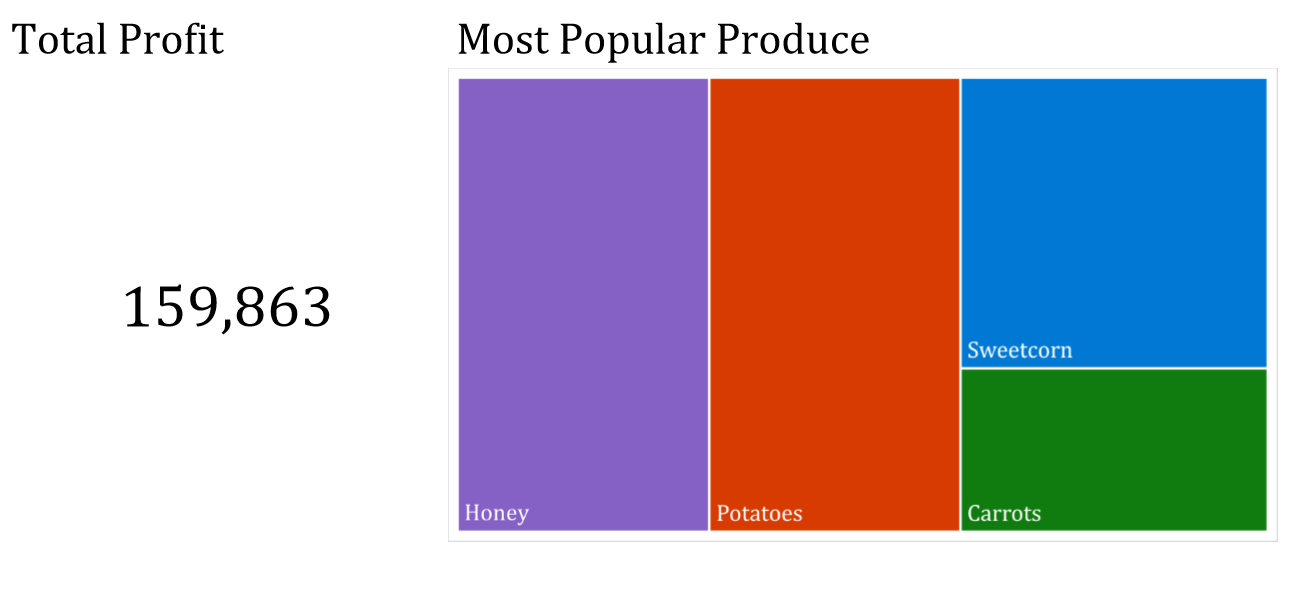 Total Profit
Most Popular Produce
159,863
Sweetcorn
Honey
Potatoes
Carrots